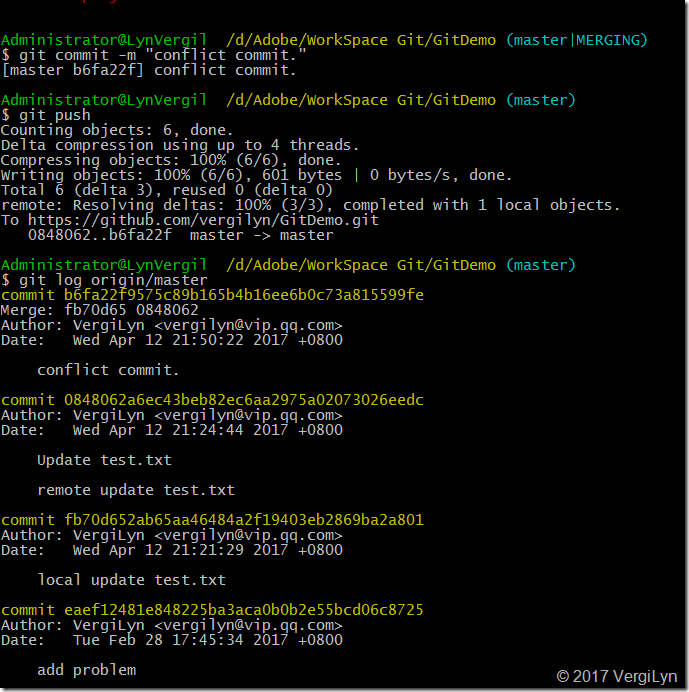 Administrator@LynVergil  /d/Adobe/WorkSpace Git/GitDemo (master|MERGING)
$ git commit -m "conflict commit."
[master b6fa22f] conflict commit.
Administrator@LynVergil  /d/Adobe/WorkSpace Git/GitDemo (master)
$ git push
Counting objects: 6, done.
Delta compression using up to 4 threads.
Compressing objects: 100% (6/6), done.
Writing objects: 100% (6/6), 601 bytes | 0 bytes/s, done.
Total 6 (delta 3), reused 0 (delta 0)
remote: Resolving deltas: 100% (3/3), completed with 1 local objects.
To https://github.com/vergilyn/GitDemo.git
   0848062..b6fa22f  master -> master
Administrator@LynVergil  /d/Adobe/WorkSpace Git/GitDemo (master)
$ git log origin/master
commit b6fa22f9575c89b165b4b16ee6b0c73a815599fe
Merge: fb70d65 0848062
Author: VergiLyn <vergilyn@vip.qq.com>
Date:   Wed Apr 12 21:50:22 2017 +0800
    conflict commit.
commit 0848062a6ec43beb82ec6aa2975a02073026eedc
Author: VergiLyn <vergilyn@vip.qq.com>
Date:   Wed Apr 12 21:24:44 2017 +0800
    Update test.txt
    remote update test.txt
commit fb70d652ab65aa46484a2f19403eb2869ba2a801
Author: VergiLyn <vergilyn@vip.qq.com>
Date:   Wed Apr 12 21:21:29 2017 +0800
    local update test.txt
commit eaef12481e848225ba3aca0b0b2e55bcd06c8725
Author: VergiLyn <vergilyn@vip.qq.com>
Date:   Tue Feb 28 17:45:34 2017 +0800
    add problem
© 2017 VergiLyn